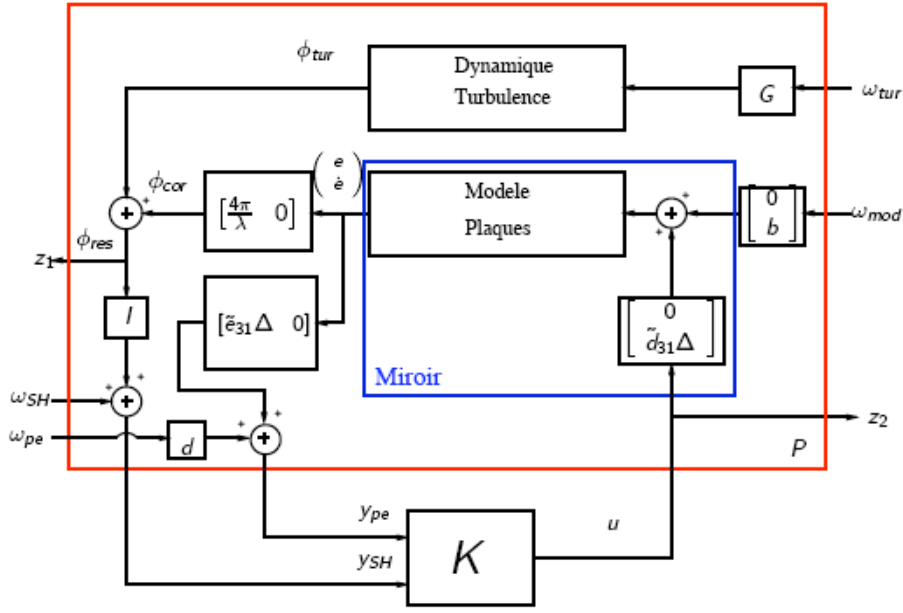 ϕtur
Dynamique
Turbulence
G
ωtur
ϕcor
[4π/λ 0]
(e ė)
Modele
Plaques
+
+
+
[0 b]
ωmod
+
+
ϕres
z1
I
[ẽ31Δ 0]
[0 d̃31Δ]
Miroir
ωSH
+
+
+
ωpe
d
+
+
+
z2
P
ype
ySH
K
u